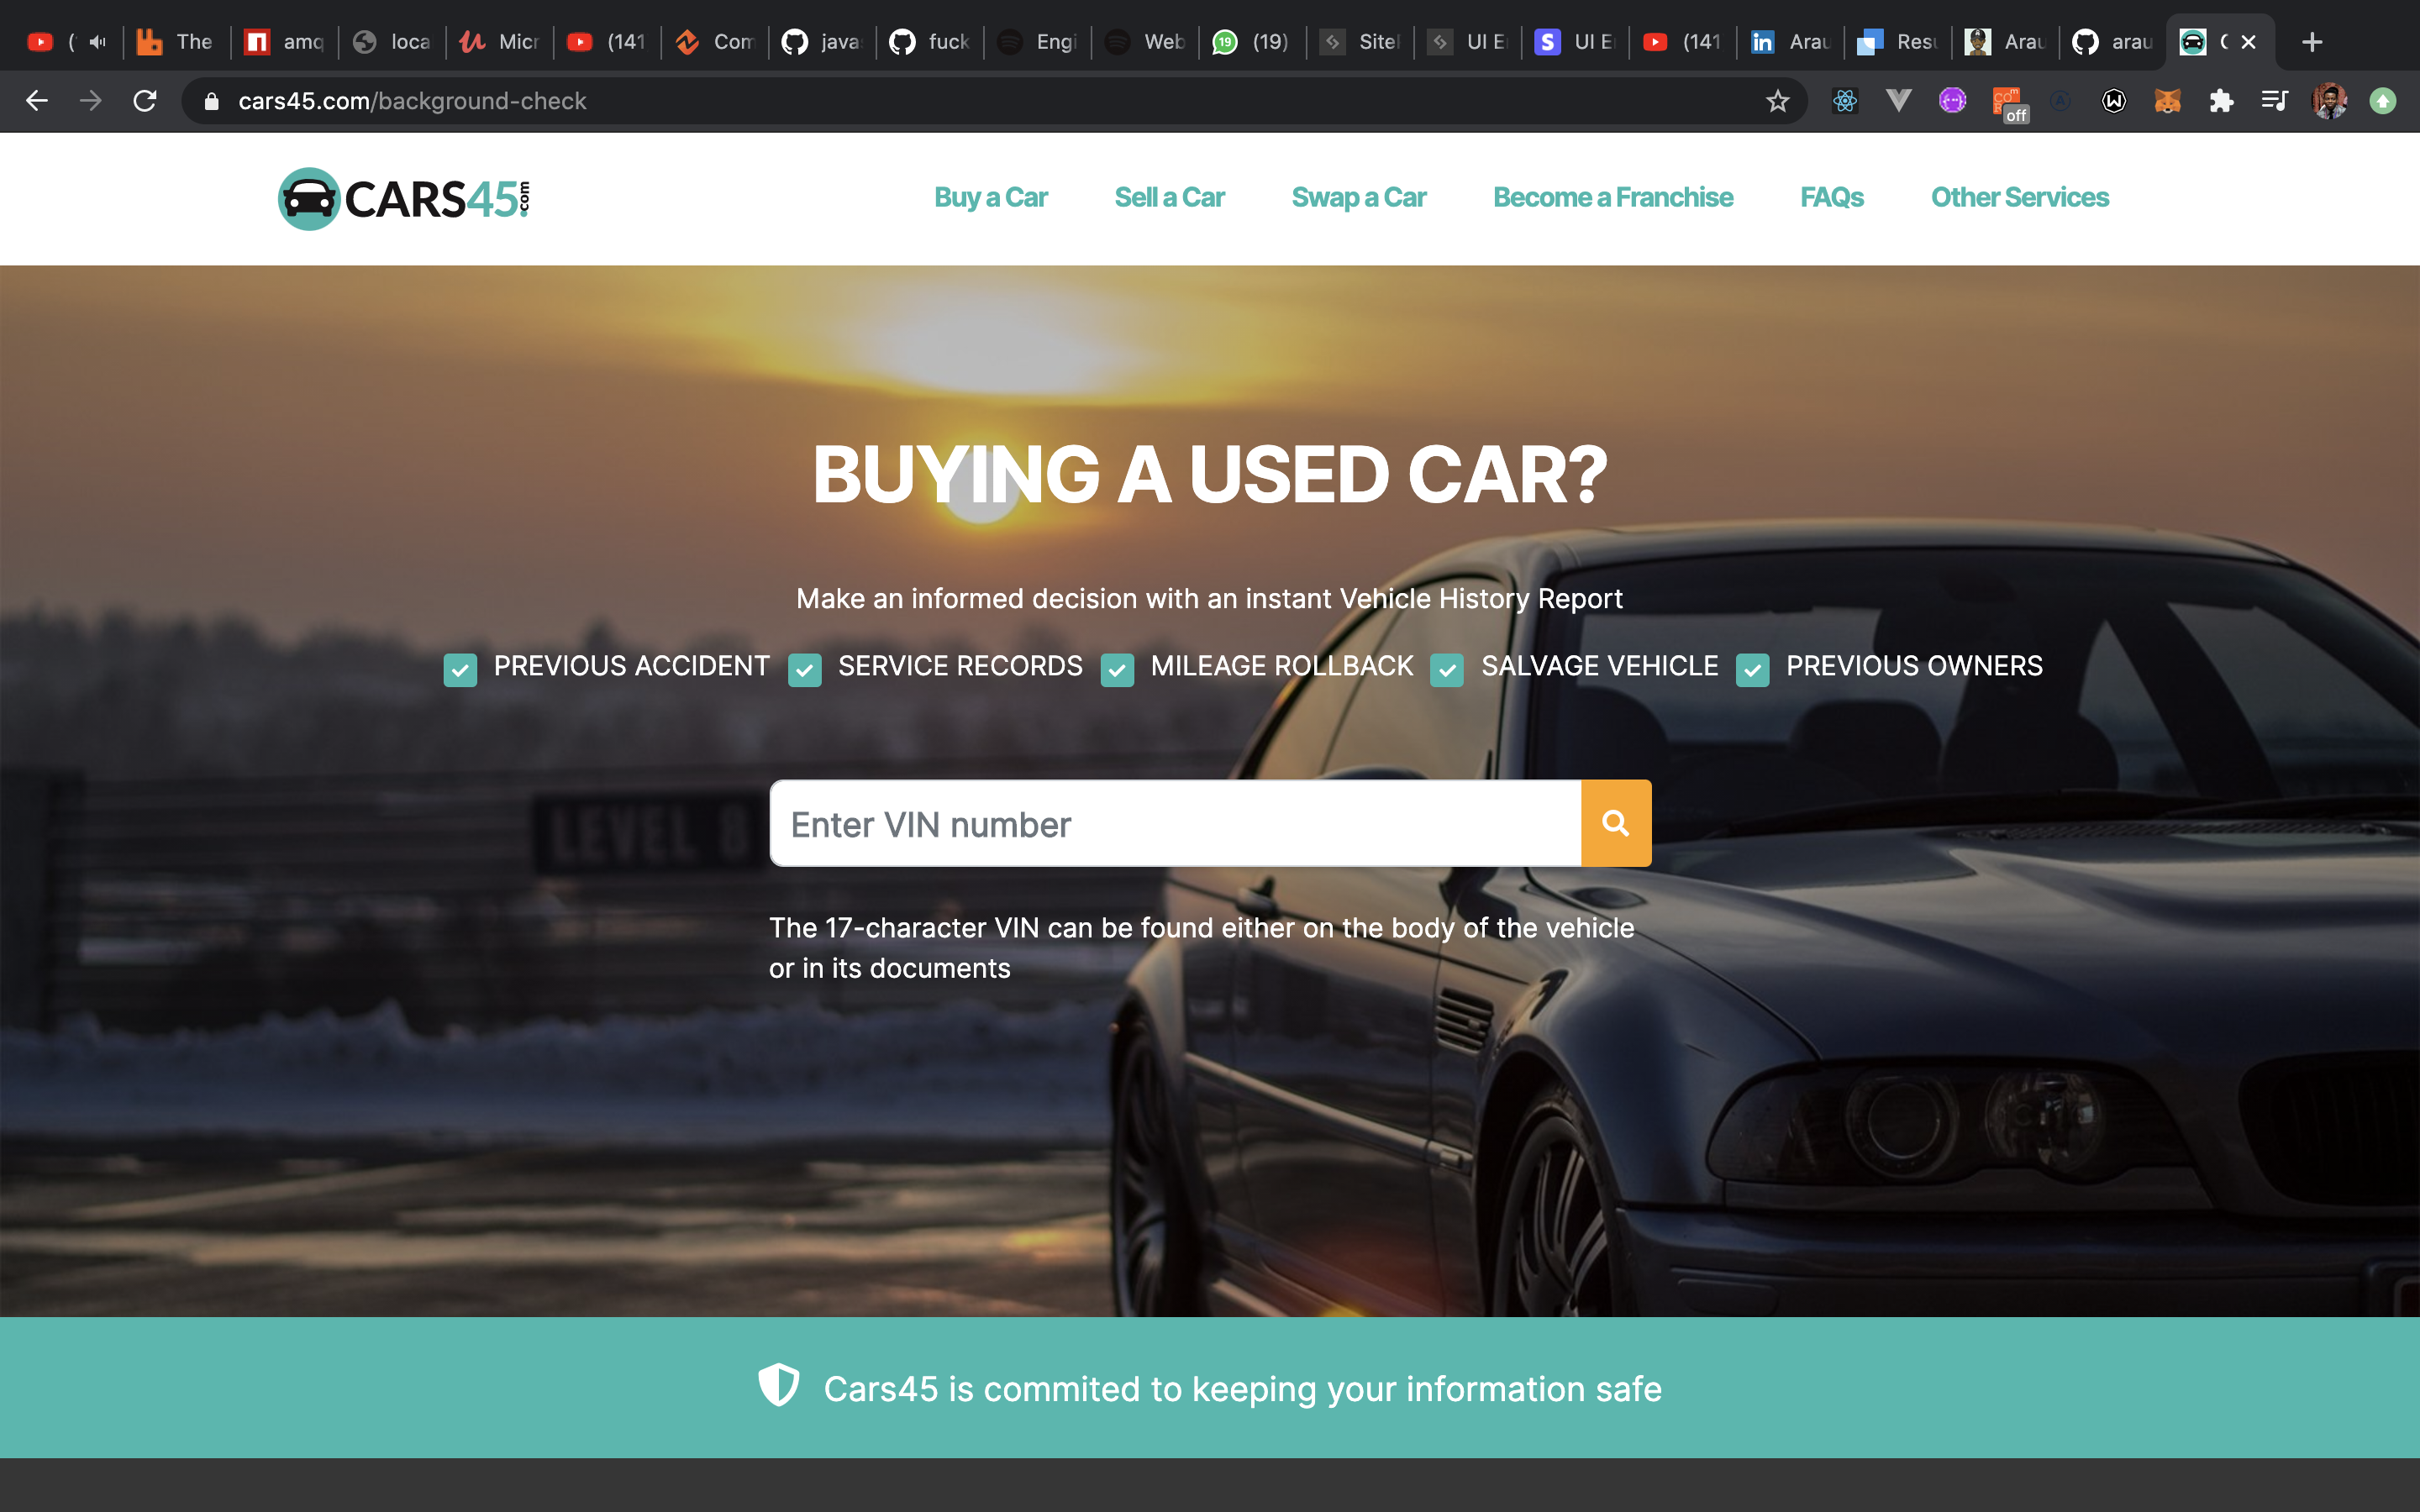 The
amq
loca
Micr
(141
Com
java
fuck
Engi
Web
19
(19)
Sitel
UI E
S
UI E
(141
in
Arau
Resu
Arau
arau
cars45.com/background-check
off
CARS45.com
Buy a Car
Sell a Car
Swap a Car
Become a Franchise
FAQs
Other Services
BUYING A USED CAR?
Make an informed decision with an instant Vehicle History Report
PREVIOUS ACCIDENT
SERVICE RECORDS
MILEAGE ROLLBACK
SALVAGE VEHICLE
PREVIOUS OWNERS
LEVEL 8
Enter VIN number
The 17-character VIN can be found either on the body of the vehicle
or in its documents
Cars45 is commited to keeping your information safe